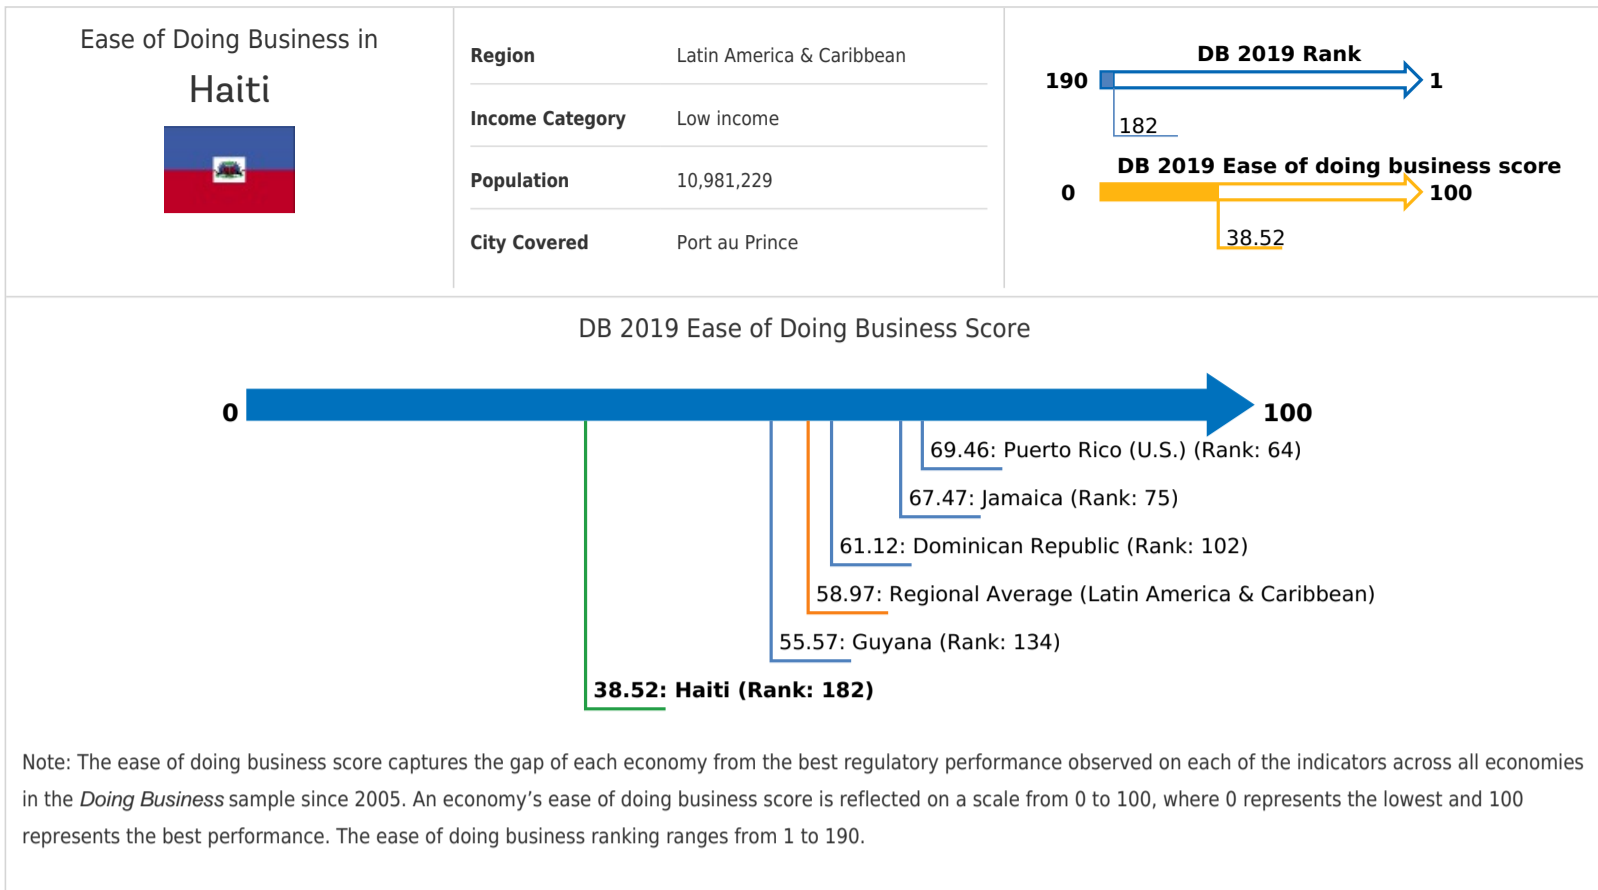 Ease of Doing Business in
Haiti
Region Latin America & Caribbean
Income Category Low income
Population 10,981,229
City Covered Port au Prince
DB 2019 Rank
190 1
182
DB 2019 Ease of doing business score
0 100
38.52
DB 2019 Ease of Doing Business Score
0 100
69.46: Puerto Rico (U.S.) (Rank: 64)
67.47: Jamaica (Rank: 75)
61.12: Dominican Republic (Rank: 102)
58.97: Regional Average (Latin America & Caribbean)
55.57: Guyana (Rank: 134)
38.52: Haiti (Rank: 182)
Note: The ease of doing business score captures the gap of each economy from the best regulatory performance observed on each of the indicators across all economies
in the Doing Business sample since 2005. An economy’s ease of doing business score is reflected on a scale from 0 to 100, where 0 represents the lowest and 100
represents the best performance. The ease of doing business ranking ranges from 1 to 190.